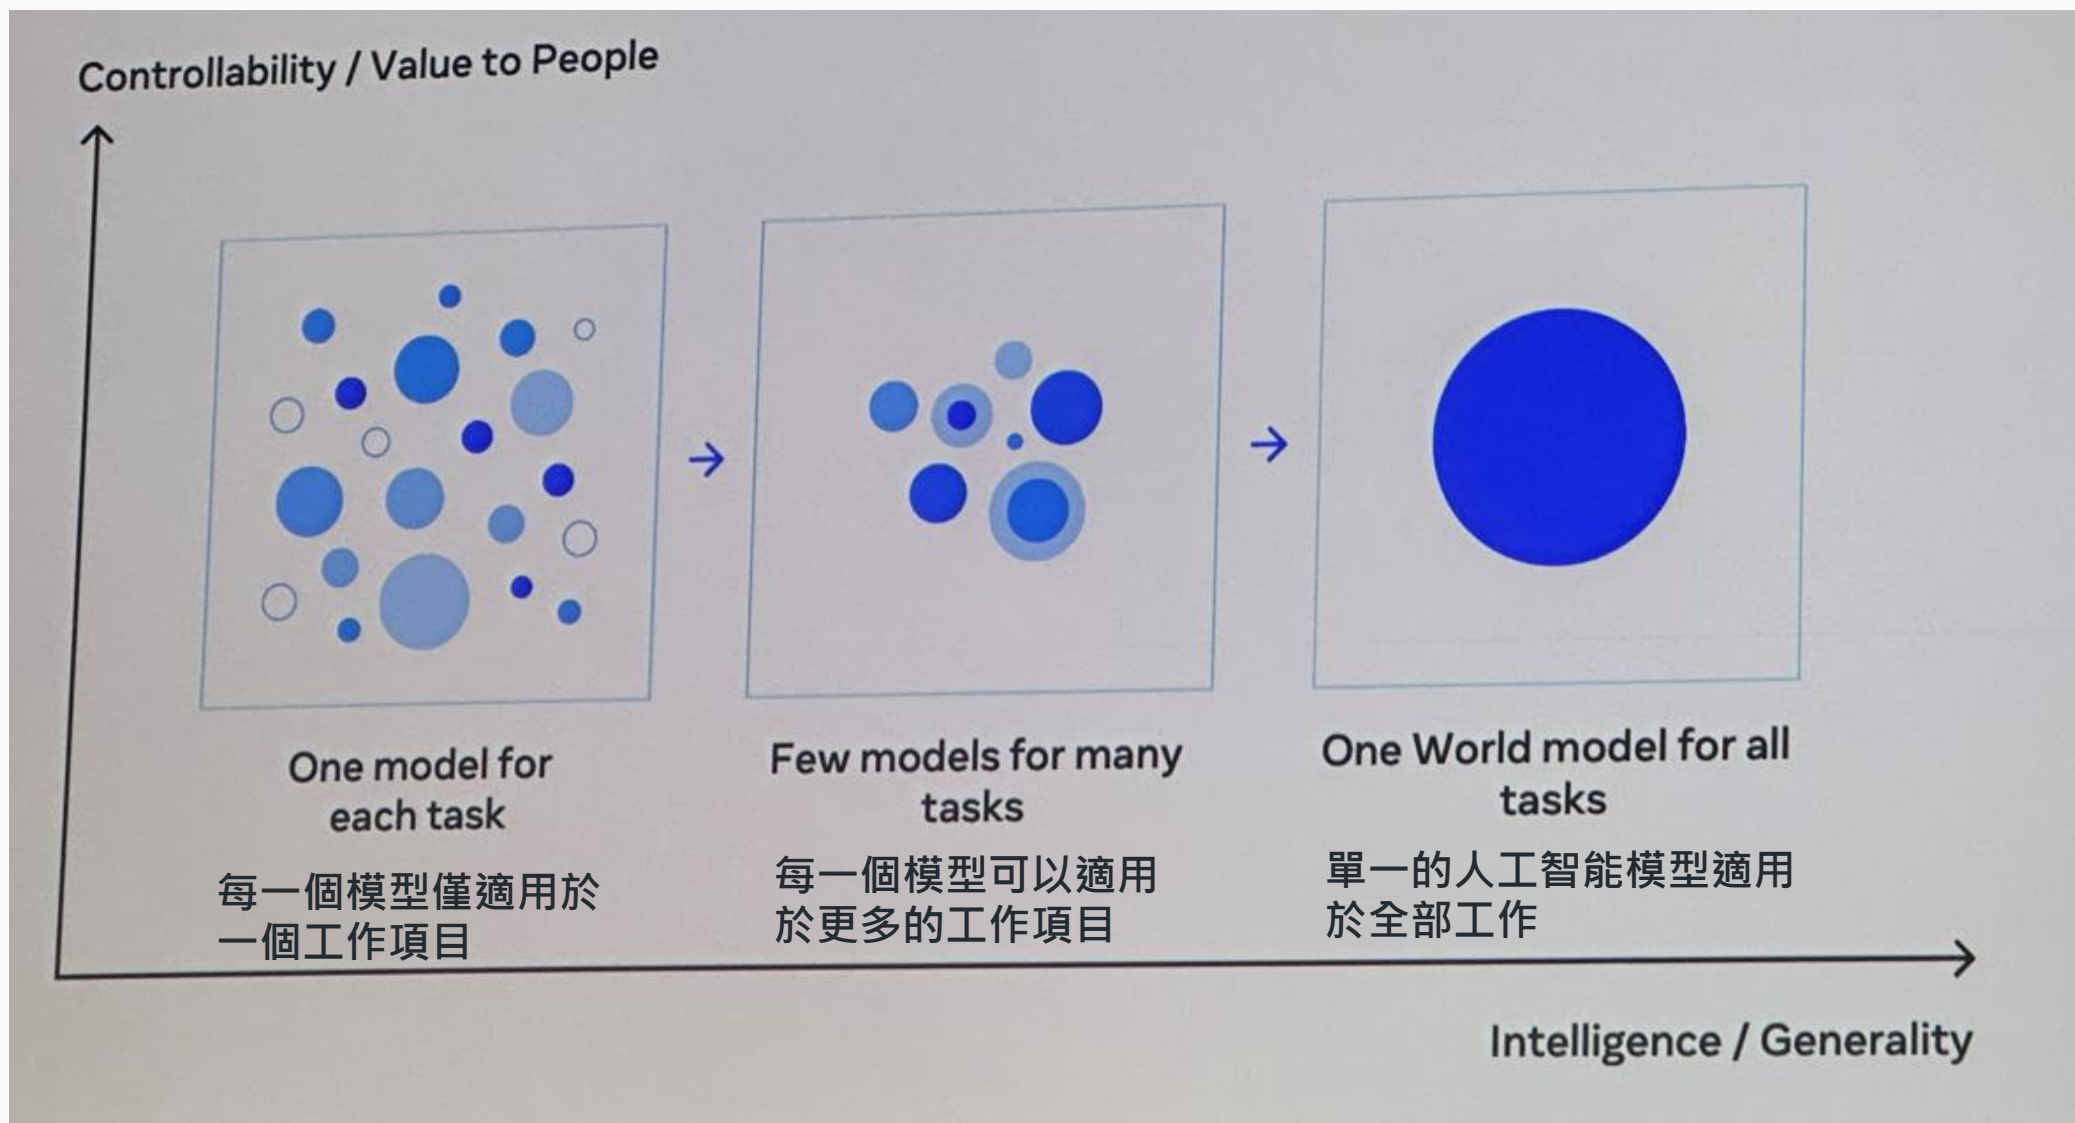 Controllability / Value to People
One model for
each task
每一個模型僅適用於
一個工作項目
Few models for many
tasks
每一個模型可以適用
於更多的工作項目
One World model for all
tasks
單一的人工智能模型適用
於全部工作
Intelligence / Generality